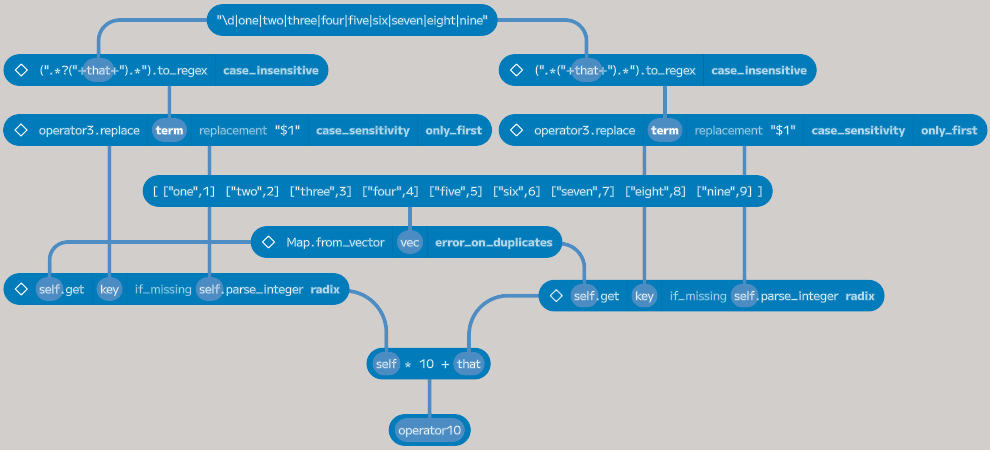 "\d|one|two|three|four|five|six|seven|eight|nine"
(".*?("+that+").*").to_regex case_insensitive
(".*("+that+").*").to_regex case_insensitive
operator3.replace term replacement "$1" case_sensitivity only_first
operator3.replace term replacement "$1" case_sensitivity only_first
[ ["one",1] ["two",2] ["three",3] ["four",4] ["five",5] ["six",6] ["seven",7] ["eight",8] ["nine",9] ]
Map.from_vector vec error_on_duplicates
self.get key if_missing self.parse_integer radix
self.get key if_missing self.parse_integer radix
self * 10 + that
operator10